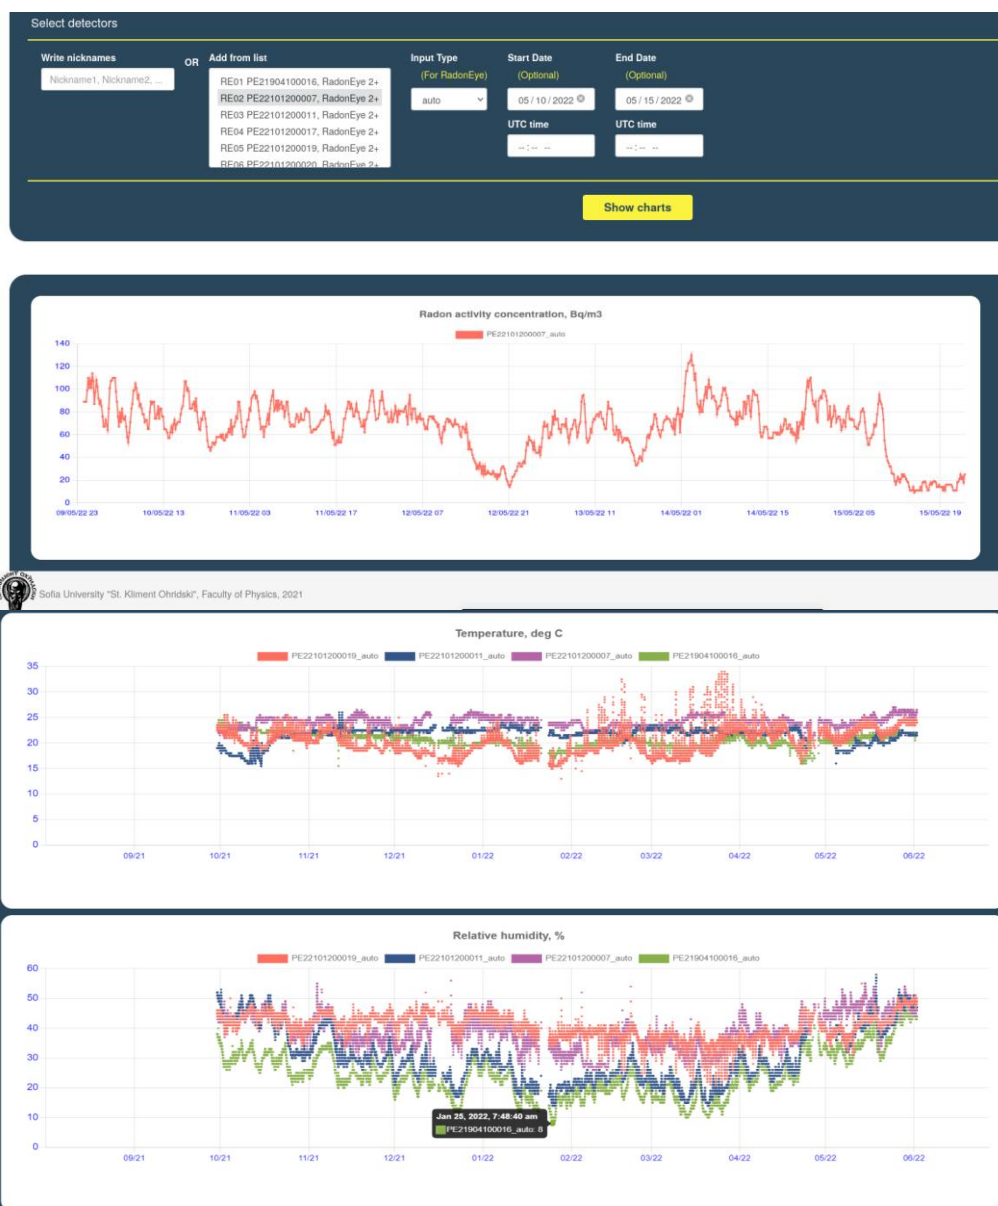 Select detectors
Write nicknames
OR
Add from list
Input Type
Start Date
End Date
(For RadonEye)
(Optional)
(Optional)
Nickname1, Nickname2, ...
RE01 PE21904100016, RadonEye 2+
RE02 PE22101200007, RadonEye 2+
RE03 PE22101200011, RadonEye 2+
RE04 PE22101200017, RadonEye 2+
RE05 PE22101200019, RadonEye 2+
RE06 PE22101200020, RadonEye 2+
auto
05 / 10 / 2022
05 / 15 / 2022
UTC time
UTC time
-- : -- --
-- : -- --
Show charts
Radon activity concentration, Bq/m3
PE22101200007_auto
140
120
100
80
60
40
20
0
09/05/22 23 10/05/22 13 11/05/22 03 11/05/22 17 12/05/22 07 12/05/22 21 13/05/22 11 14/05/22 01 14/05/22 15 15/05/22 05 15/05/22 19
Sofia University "St. Kliment Ohridski", Faculty of Physics, 2021
Temperature, deg C
PE22101200019_auto PE22101200011_auto PE22101200007_auto PE21904100016_auto
35
30
25
20
15
10
5
0
09/21 10/21 11/21 12/21 01/22 02/22 03/22 04/22 05/22 06/22
Relative humidity, %
PE22101200019_auto PE22101200011_auto PE22101200007_auto PE21904100016_auto
60
50
40
30
20
10
0
Jan 25, 2022, 7:48:40 am
PE21904100016_auto: 8
09/21 10/21 11/21 12/21 01/22 02/22 03/22 04/22 05/22 06/22